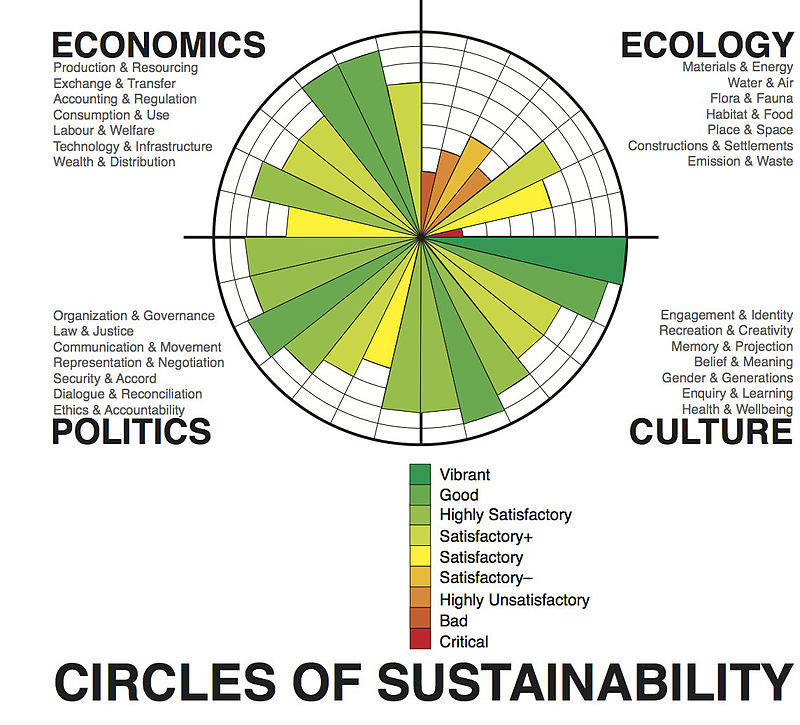 ECONOMICS
Production & Resourcing
Exchange & Transfer
Accounting & Regulation
Consumption & Use
Labour & Welfare
Technology & Infrastructure
Wealth & Distribution
ECOLOGY
Materials & Energy
Water & Air
Flora & Fauna
Habitat & Food
Place & Space
Constructions & Settlements
Emission & Waste
Organization & Governance
Law & Justice
Communication & Movement
Representation & Negotiation
Security & Accord
Dialogue & Reconciliation
Ethics & Accountability
POLITICS
Engagement & Identity
Recreation & Creativity
Memory & Projection
Belief & Meaning
Gender & Generations
Enquiry & Learning
Health & Wellbeing
CULTURE
Vibrant
Good
Highly Satisfactory
Satisfactory+
Satisfactory
Satisfactory–
Highly Unsatisfactory
Bad
Critical
CIRCLES OF SUSTAINABILITY